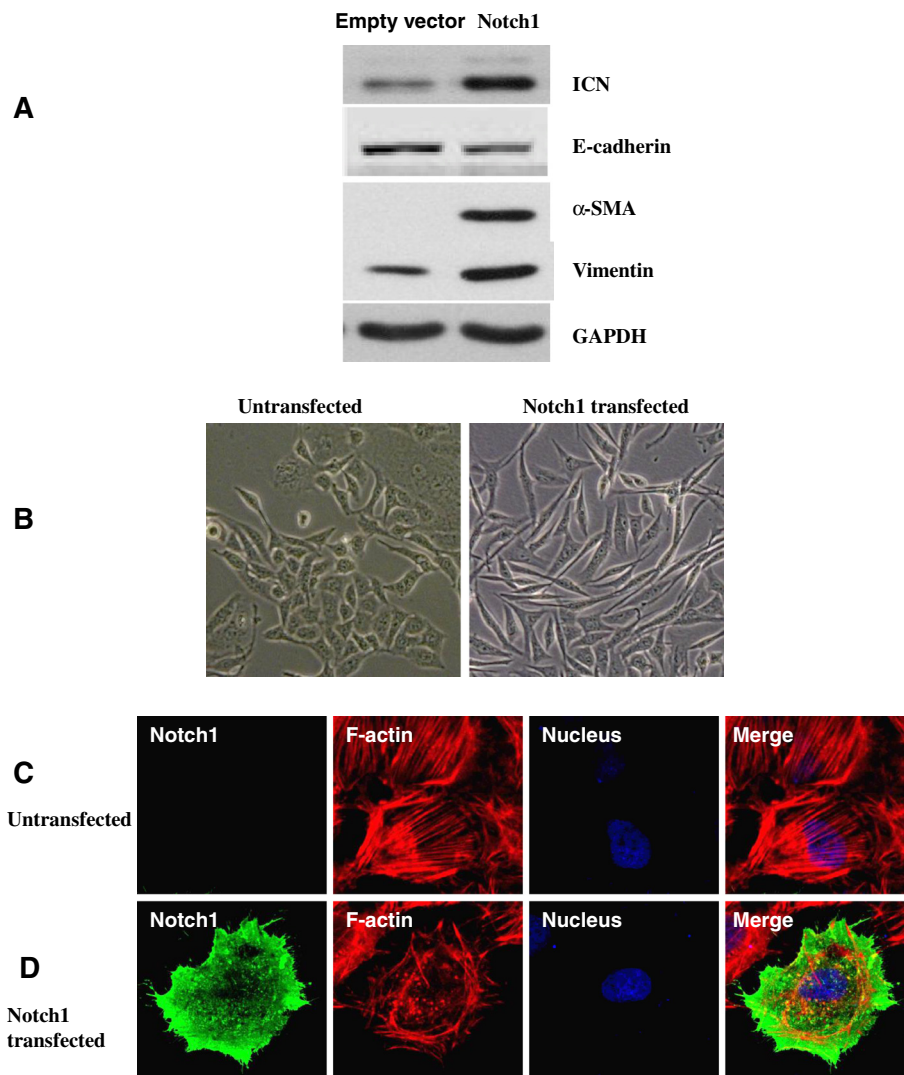 Empty vector Notch1
A
ICN
E-cadherin
α-SMA
Vimentin
GAPDH
Untransfected Notch1 transfected
B
C
Untransfected
Notch1 F-actin Nucleus Merge
D
Notch1
transfected
Notch1 F-actin Nucleus Merge